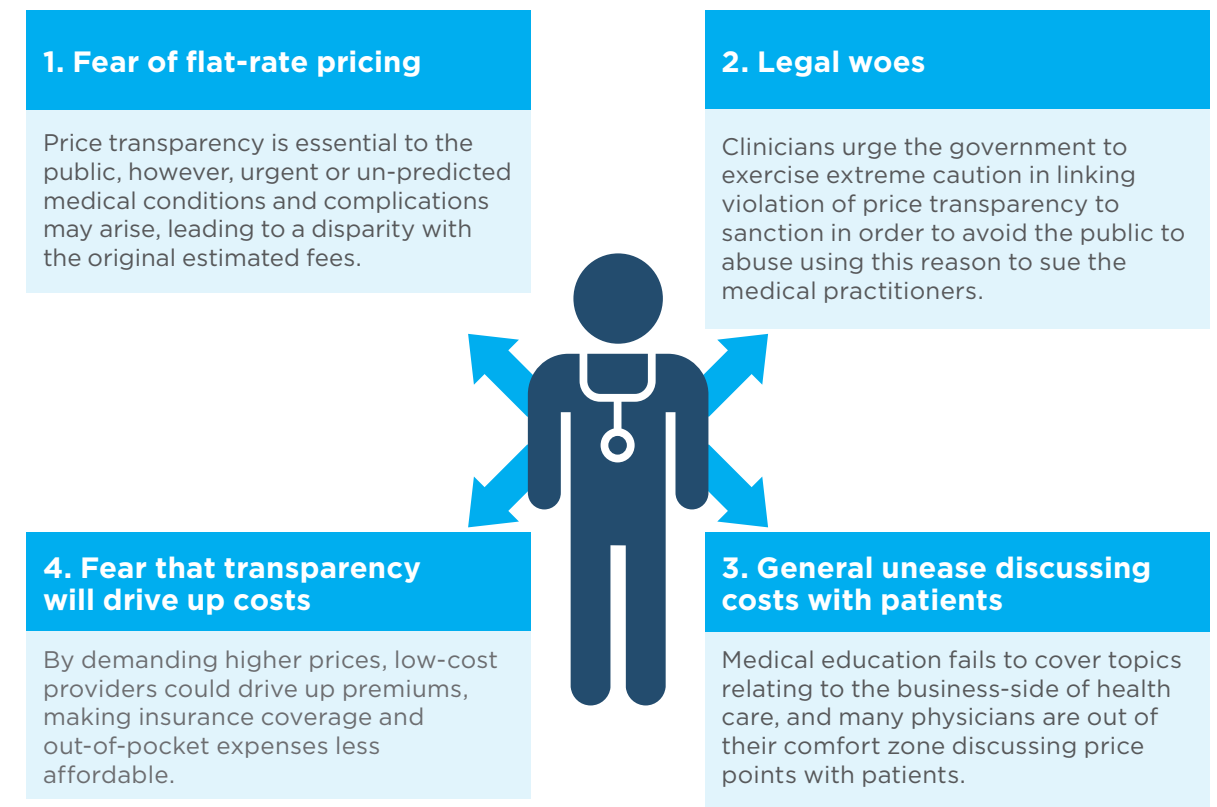 1. Fear of flat-rate pricing
Price transparency is essential to the
public, however, urgent or un-predicted
medical conditions and complications
may arise, leading to a disparity with
the original estimated fees.
2. Legal woes
Clinicians urge the government to
exercise extreme caution in linking
violation of price transparency to
sanction in order to avoid the public to
abuse using this reason to sue the
medical practitioners.
3. General unease discussing
costs with patients
Medical education fails to cover topics
relating to the business-side of health
care, and many physicians are out of
their comfort zone discussing price
points with patients.
4. Fear that transparency
will drive up costs
By demanding higher prices, low-cost
providers could drive up premiums,
making insurance coverage and
out-of-pocket expenses less
affordable.